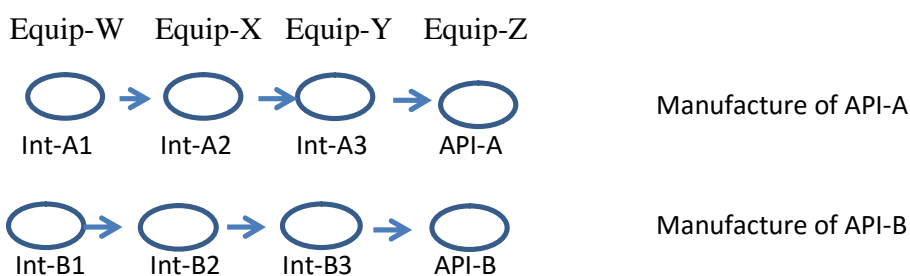 Equip-W Equip-X Equip-Y Equip-Z
Manufacture of API-A
Int-A1 Int-A2 Int-A3 API-A
Manufacture of API-B
Int-B1 Int-B2 Int-B3 API-B